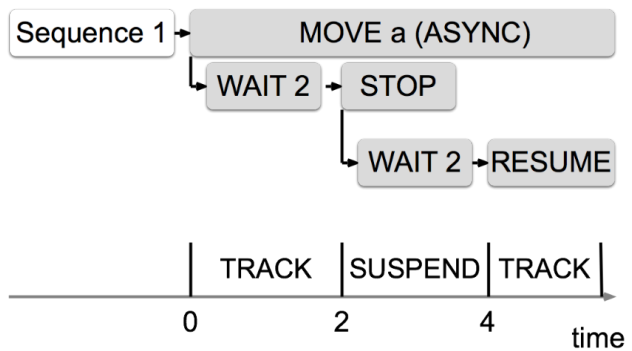 Sequence 1 MOVE a (ASYNC)
WAIT 2 STOP
WAIT 2 RESUME
TRACK SUSPEND TRACK
0 2 4
time